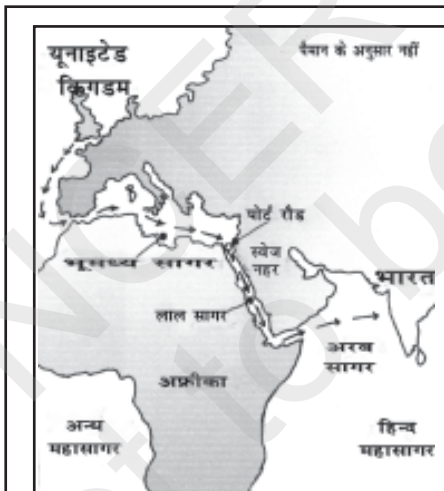 यूनाइटेड
किंगडम
पैमाने के अनुसार नहीं
पोर्ट सैद
स्वेज
नहर
भूमध्य सागर
भारत
लाल सागर
अरब
सागर
अफ्रीका
अन्ध
महासागर
हिन्द
महासागर